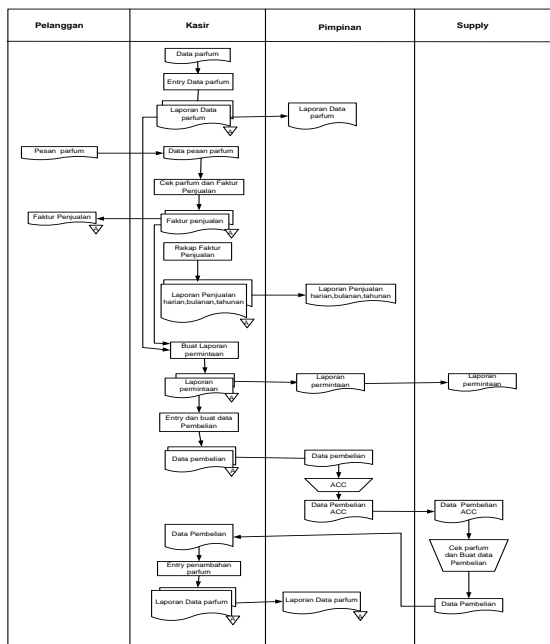 Pelanggan
Kasir
Pimpinan
Supply
Data parfum
Entry Data parfum
Laporan Data
parfum
A
Laporan Data
parfum
Pesan parfum
Data pesan parfum
Cek parfum dan Faktur
Penjualan
Faktur Penjualan
A
Faktur penjualan
A
Rekap Faktur
Penjualan
Laporan Penjualan
harian,bulanan,tahunan
A
Laporan Penjualan
harian,bulanan,tahunan
Buat Laporan
permintaan
Laporan
permintaan
A
Laporan
permintaan
Laporan
permintaan
Entry dan buat data
Pembelian
Data pembelian
A
Data pembelian
ACC
Data Pembelian
ACC
Data Pembelian
ACC
Data Pembelian
Cek parfum
dan Buat data
Pembelian
Entry penambahan
parfum
Laporan Data parfum
A
Laporan Data parfum
A
Data Pembelian